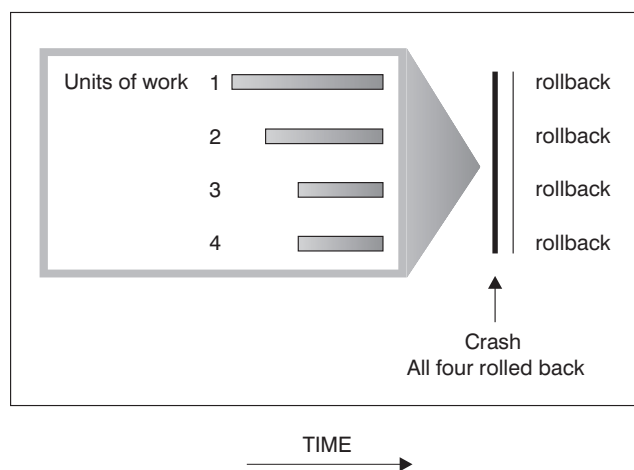 Units of work 1 rollback
2 rollback
3 rollback
4 rollback
Crash
All four rolled back
TIME